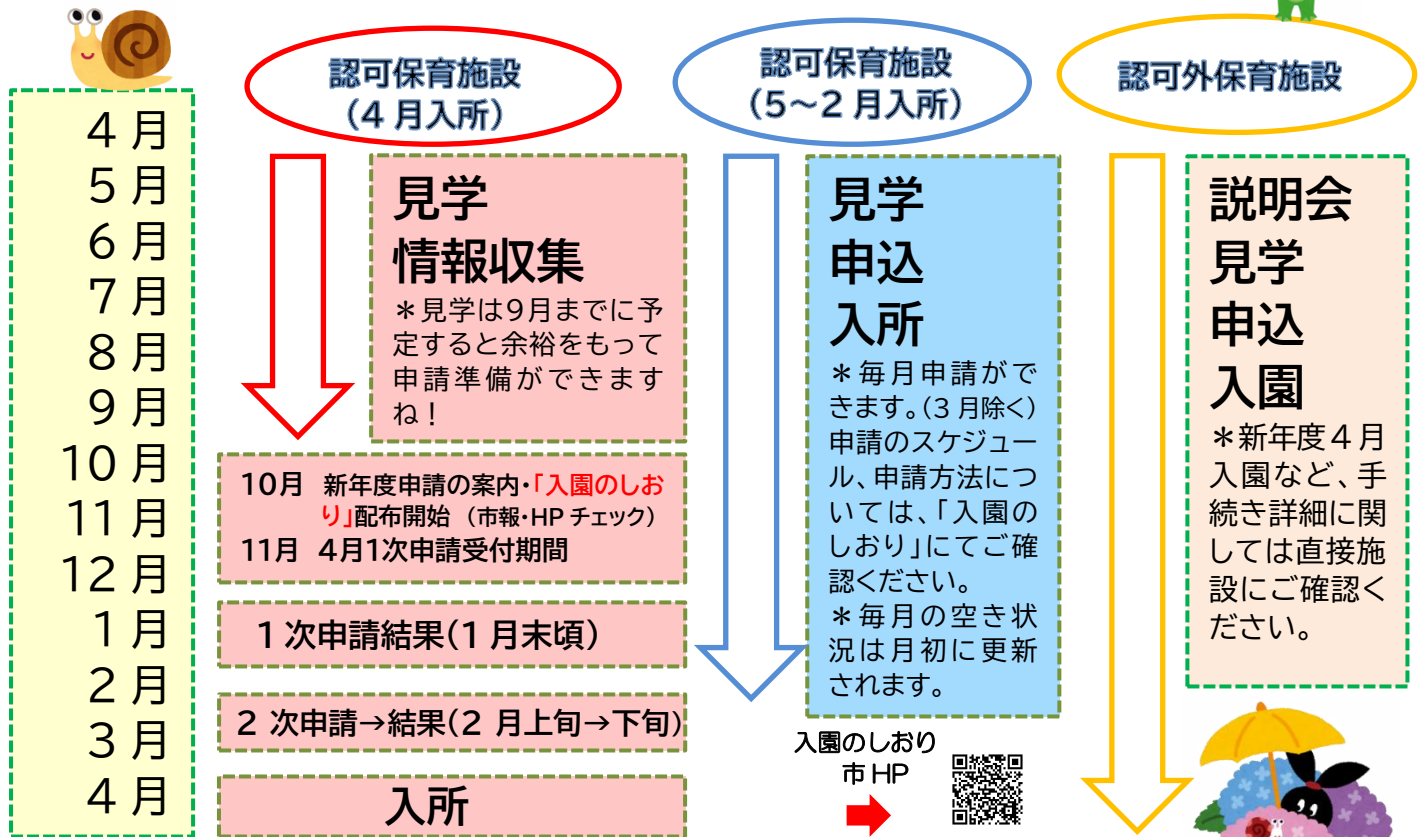 認可保育施設
(4月入所)
認可保育施設
(5～2月入所)
認可外保育施設
4月
5月
6月
7月
8月
9月
10月
11月
12月
1月
2月
3月
4月
見学
情報収集
＊見学は9月までに予
定すると余裕をもって
申請準備ができます
ね！
10月 新年度申請の案内・「入園のしお
り」配布開始 (市報・HPチェック)
11月 4月1次申請受付期間
1次申請結果(1月末頃)
2次申請→結果(2月上旬→下旬)
入所
見学
申込
入所
＊毎月申請がで
きます。(3月除く)
申請のスケジュー
ル、申請方法につ
いては、「入園の
しおり」にてご確
認ください。
＊毎月の空き状
況は月初に更新
されます。
入園のしおり
市HP
説明会
見学
申込
入園
＊新年度4月
入園など、手
続き詳細に関
しては直接施
設にご確認く
ださい。